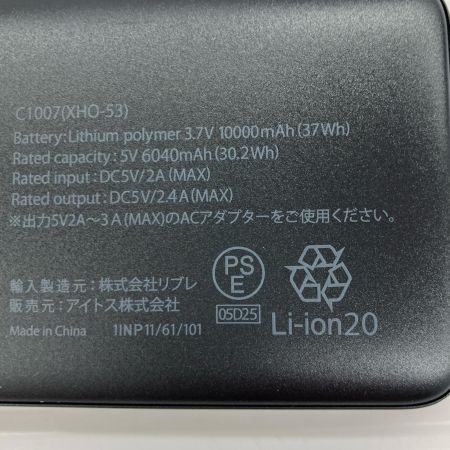 C1007(XHO-53)
Battery:Lithium polymer 3.7V 10000mAh(37Wh)
Rated capacity : 5V 6040mAh(30.2Wh)
Rated input : DC5V/2A(MAX)
Rated output : DC5V/2.4A(MAX)
※出力5V2A～3A(MAX)のACアダプターをご使用ください。
輸入製造元：株式会社リブレ
販売元：アイトス株式会社
Made in China 1INP11/61/101
PS
E
05D25
Li-ion20